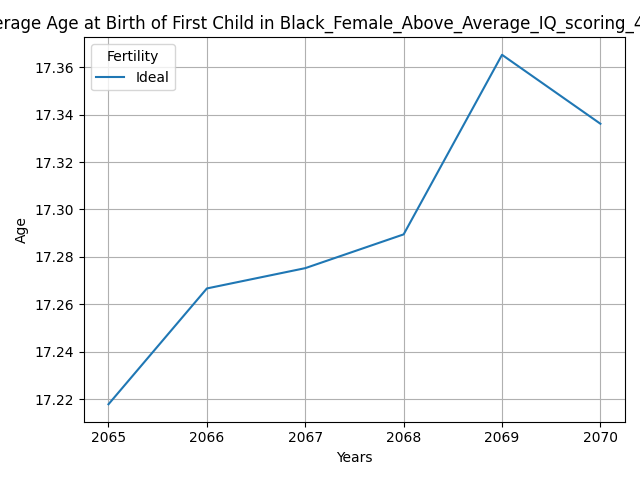 erage Age at Birth of First Child in Black_Female_Above_Average_IQ_scoring_4
Fertility
Ideal
17.36
17.34
17.32
17.30
17.28
17.26
17.24
17.22
Age
2065 2066 2067 2068 2069 2070
Years